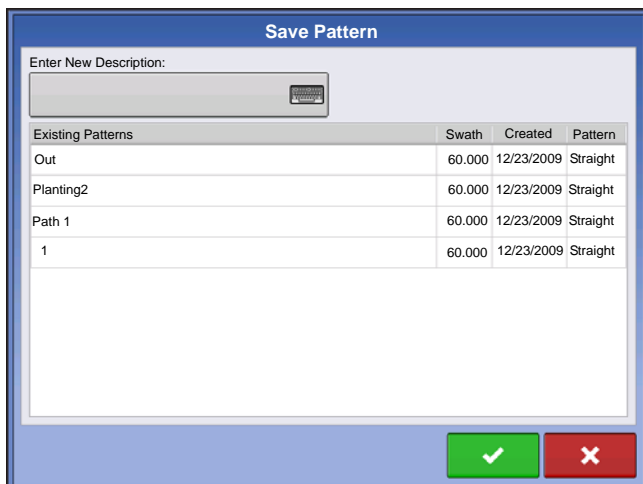 Save Pattern
Enter New Description:
Existing Patterns Swath Created Pattern
Out 60.000 12/23/2009 Straight
Planting2 60.000 12/23/2009 Straight
Path 1 60.000 12/23/2009 Straight
1 60.000 12/23/2009 Straight